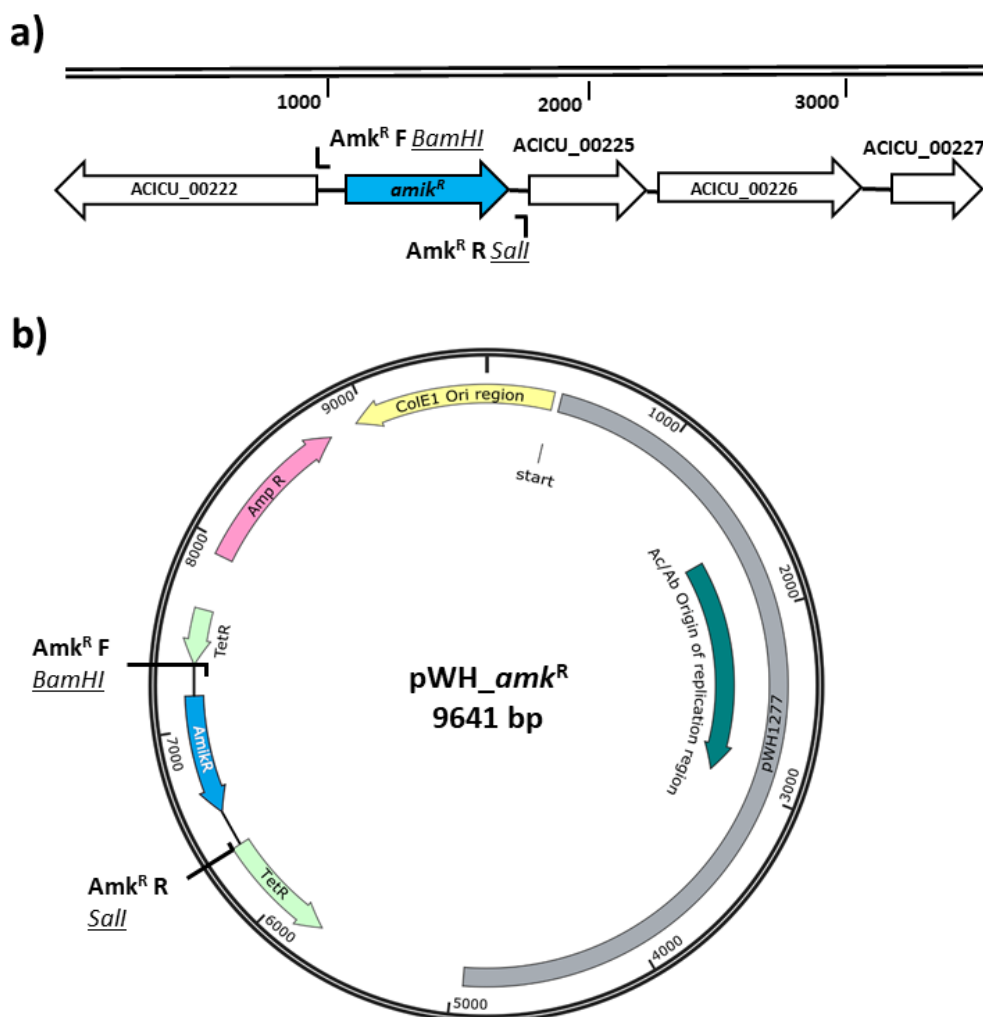 a)
1000 2000 3000
Amkᴿ F BamHI ACICU_00225 ACICU_00227
ACICU_00222 amikᴿ ACICU_00226
Amkᴿ R SalI
b)
9000 ColE1 Ori region 1000
start
Amp R
8000
Ac/Ab Origin of replication region
2000
TetR
Amkᴿ F
BamHI
pWH_amkᴿ
9641 bp
AmikR
7000
pWH1277
3000
Amkᴿ R
SalI
TetR
6000
4000
5000